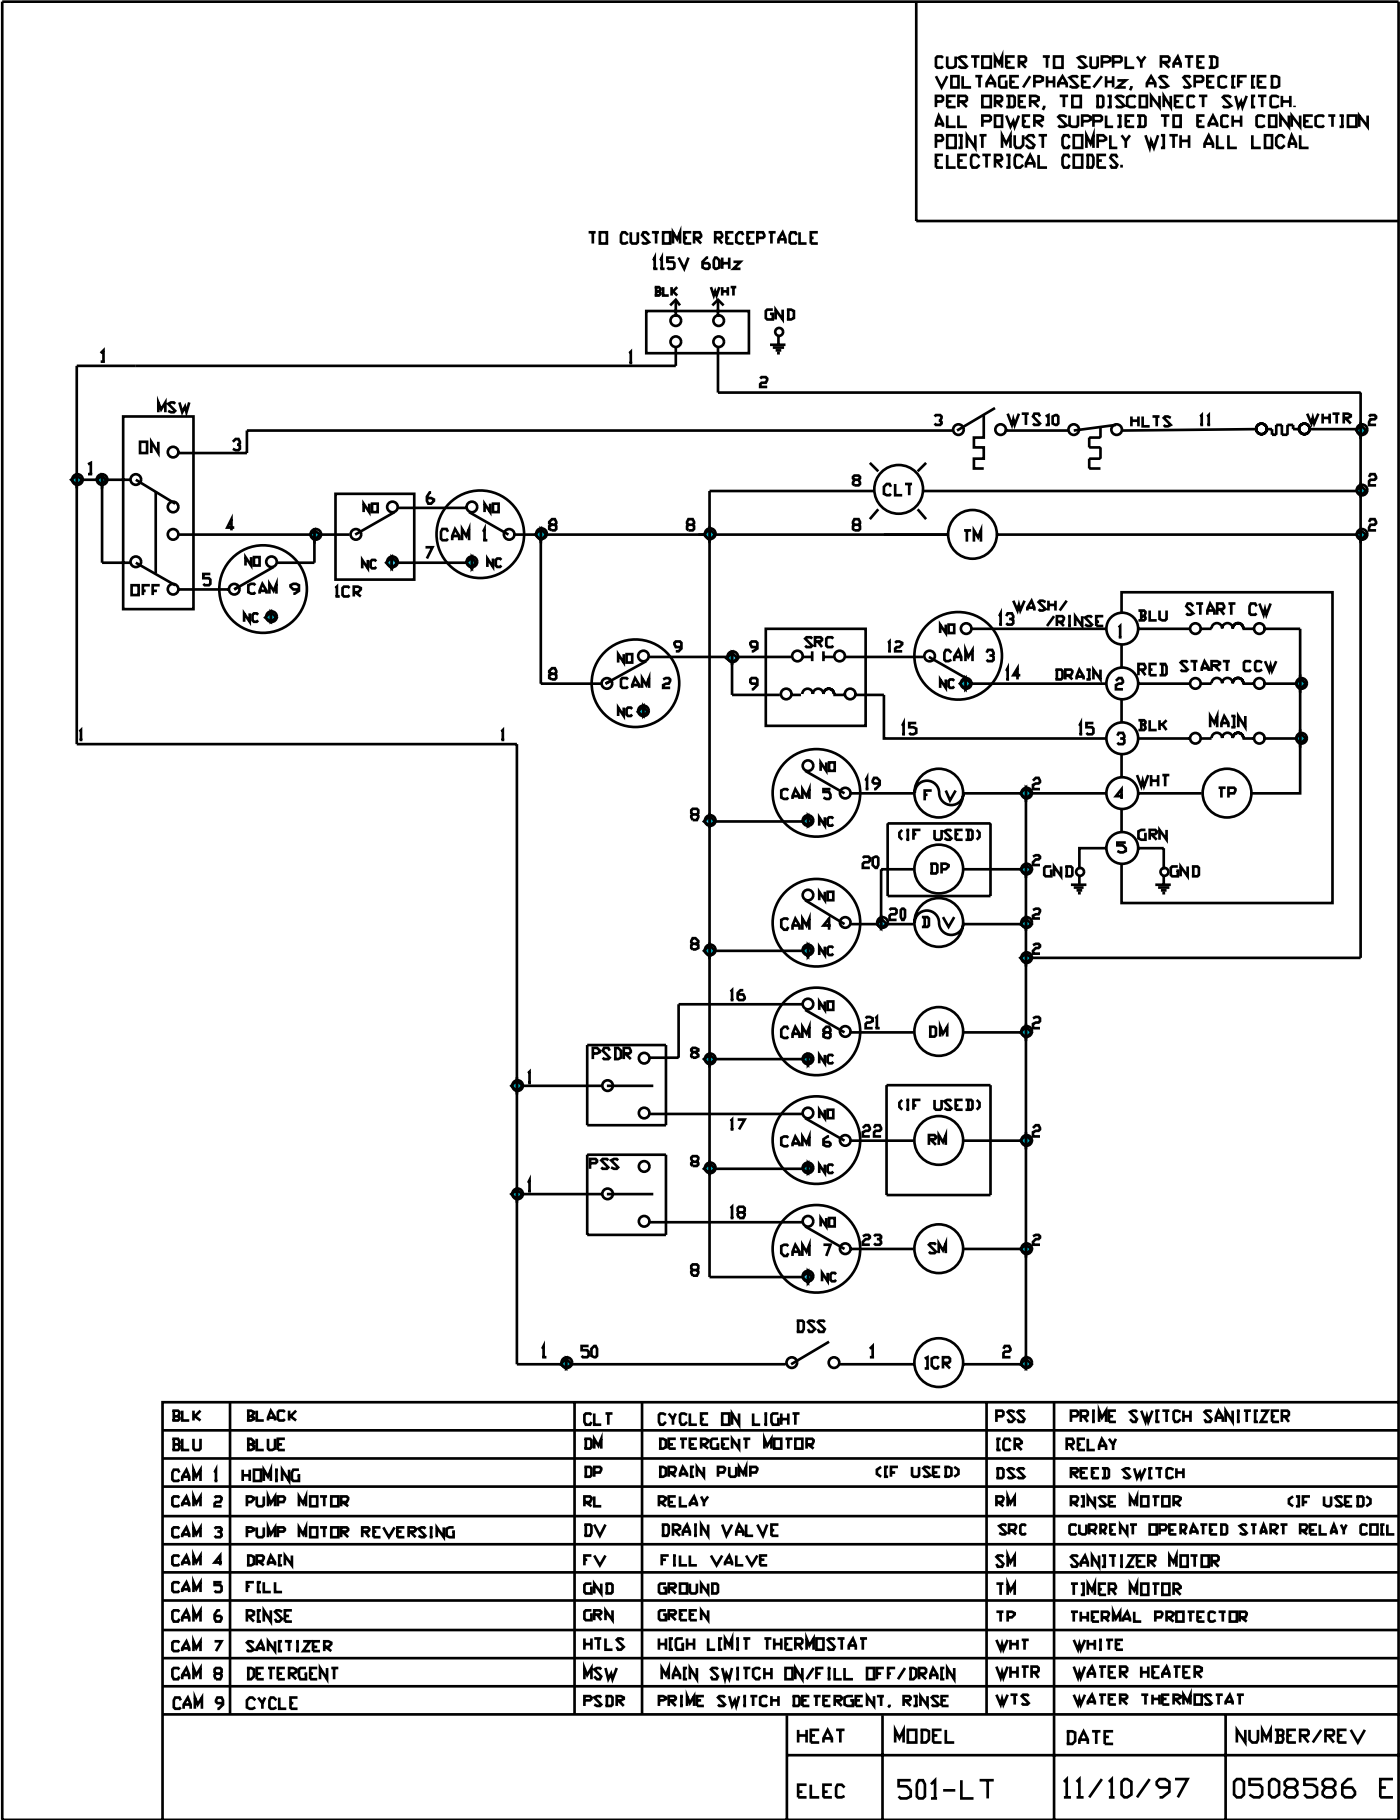 CUSTOMER TO SUPPLY RATED
VOLTAGE/PHASE/Hz, AS SPECIFIED
PER ORDER, TO DISCONNECT SWITCH.
ALL POWER SUPPLIED TO EACH CONNECTION
POINT MUST COMPLY WITH ALL LOCAL
ELECTRICAL CODES.
TO CUSTOMER RECEPTACLE
115V 60Hz
BLK WHT
GND
1 1
2
MSW
ON 3
3 WTS 10 HLTS 11 WHTR 2
1
8 CLT 2
4
NO 6 NO
CAM 1
NC 7 NC
1CR
8 8 8 TM 2
OFF 5
NO
CAM 9
NC
8
NO 9
CAM 2
NC
9 SRC 12
9
NO 13 WASH/
/RINSE 1 BLU START CW
CAM 3
NC 14 DRAIN 2 RED START CCW
15 15 3 BLK MAIN
1 1
NO
CAM 5 19 F V 2 4 WHT TP
8 NC
(IF USED)
20 DP 2
GND 5 GRN GND
NO
CAM 4 20 D V 2
8 NC
2
16 NO
CAM 8 21 DM 2
8 NC
PSDR
1
17 NO
CAM 6 22 RM 2
(IF USED)
8 NC
PSS
1
18 NO
CAM 7 23 SM 2
8 NC
DSS
1 50 1 1CR 2
BLK BLACK CLT CYCLE ON LIGHT PSS PRIME SWITCH SANITIZER
BLU BLUE DM DETERGENT MOTOR ICR RELAY
CAM 1 HOMING DP DRAIN PUMP (IF USED) DSS REED SWITCH
CAM 2 PUMP MOTOR RL RELAY RM RINSE MOTOR (IF USED)
CAM 3 PUMP MOTOR REVERSING DV DRAIN VALVE SRC CURRENT OPERATED START RELAY COIL
CAM 4 DRAIN FV FILL VALVE SM SANITIZER MOTOR
CAM 5 FILL GND GROUND TM TIMER MOTOR
CAM 6 RINSE GRN GREEN TP THERMAL PROTECTOR
CAM 7 SANITIZER HTLS HIGH LIMIT THERMOSTAT WHT WHITE
CAM 8 DETERGENT MSW MAIN SWITCH ON/FILL OFF/DRAIN WHTR WATER HEATER
CAM 9 CYCLE PSDR PRIME SWITCH DETERGENT. RINSE WTS WATER THERMOSTAT
HEAT MODEL DATE NUMBER/REV
ELEC 501-LT 11/10/97 0508586 E